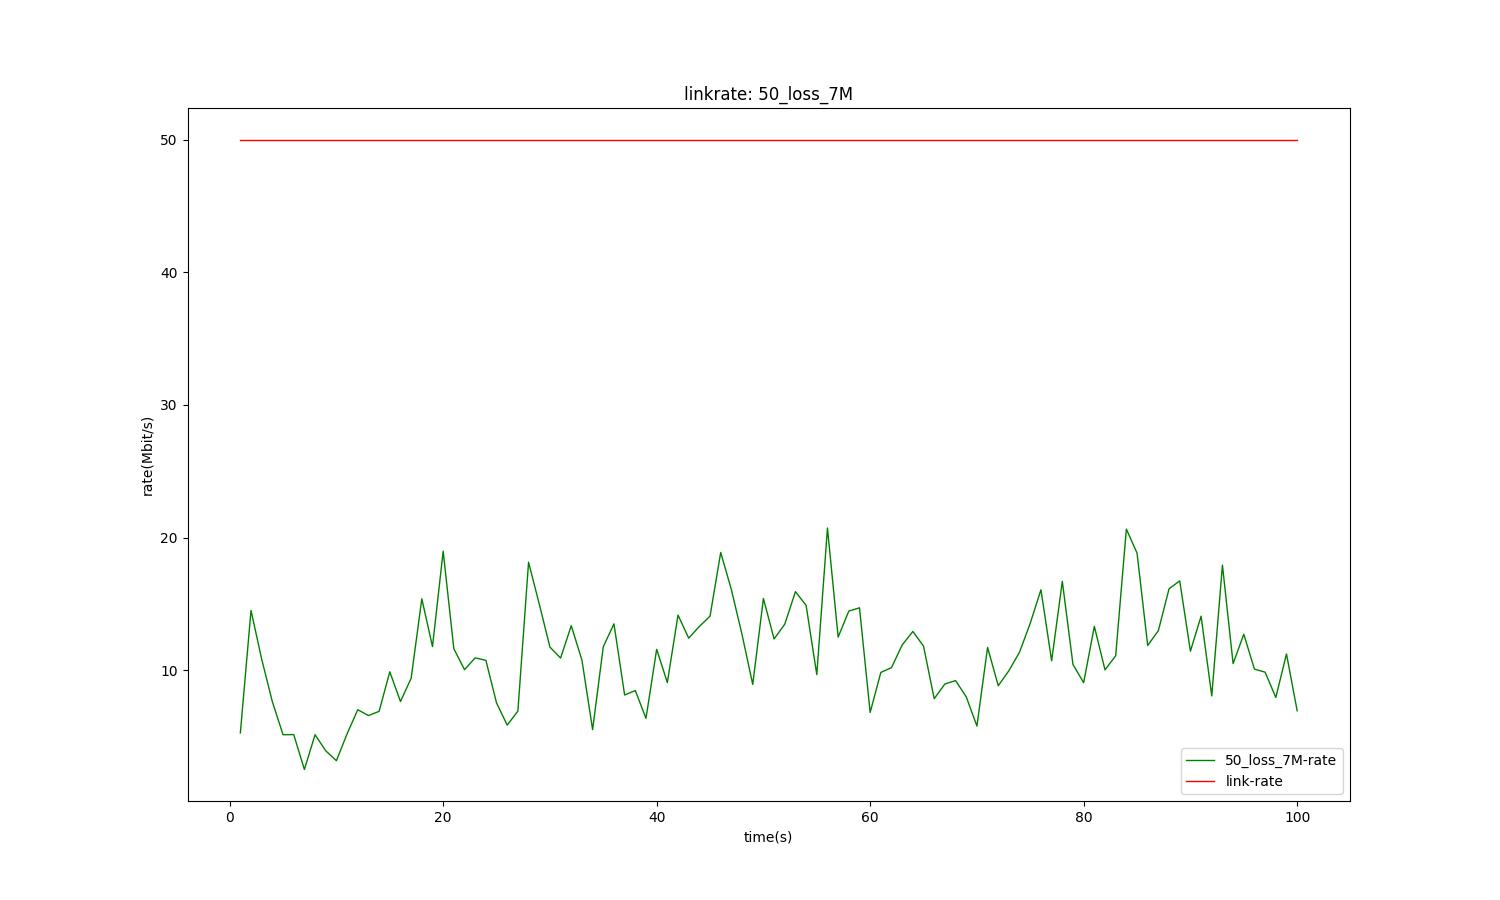 linkrate: 50_loss_7M
50
40
30
20
10
rate(Mbit/s)
0 20 40 60 80 100
time(s)
50_loss_7M-rate
link-rate